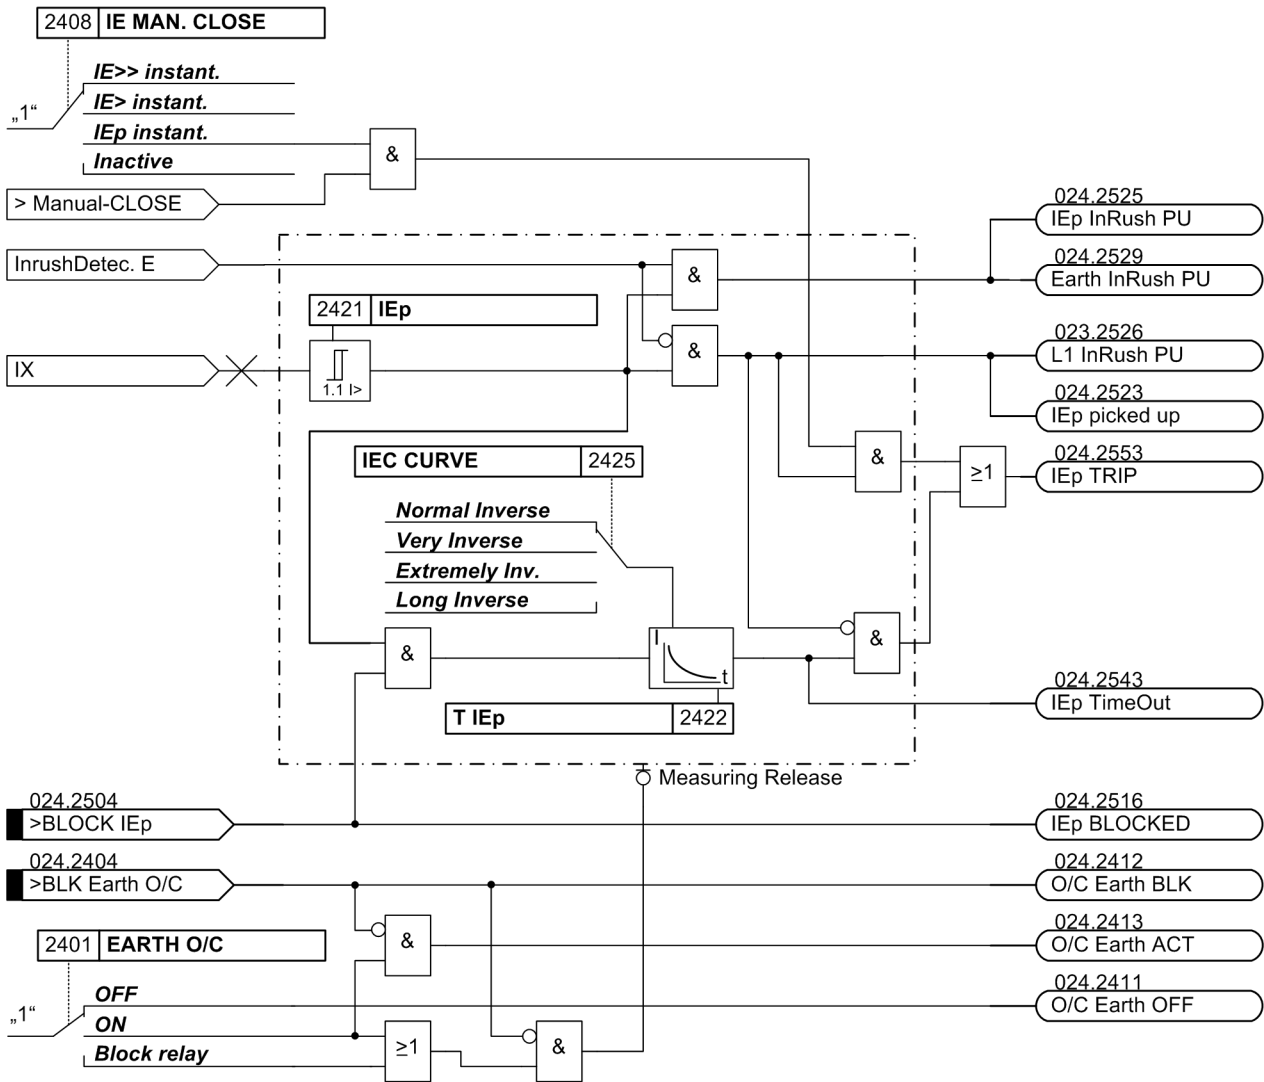 2408 IE MAN. CLOSE
IE>> instant.
IE> instant.
„1“
IEp instant.
&
Inactive
> Manual-CLOSE
024.2525
IEp InRush PU
InrushDetec. E
&
024.2529
Earth InRush PU
2421 IEp
023.2526
L1 InRush PU
&
IX
1.1 I>
024.2523
IEp picked up
IEC CURVE 2425
&
≥1
024.2553
IEp TRIP
Normal Inverse
Very Inverse
Extremely Inv.
Long Inverse
&
I
t
&
024.2543
IEp TimeOut
T IEp 2422
Measuring Release
024.2504
>BLOCK IEp
024.2516
IEp BLOCKED
024.2404
>BLK Earth O/C
024.2412
O/C Earth BLK
2401 EARTH O/C
&
024.2413
O/C Earth ACT
024.2411
O/C Earth OFF
OFF
„1“
ON
Block relay
≥1
&